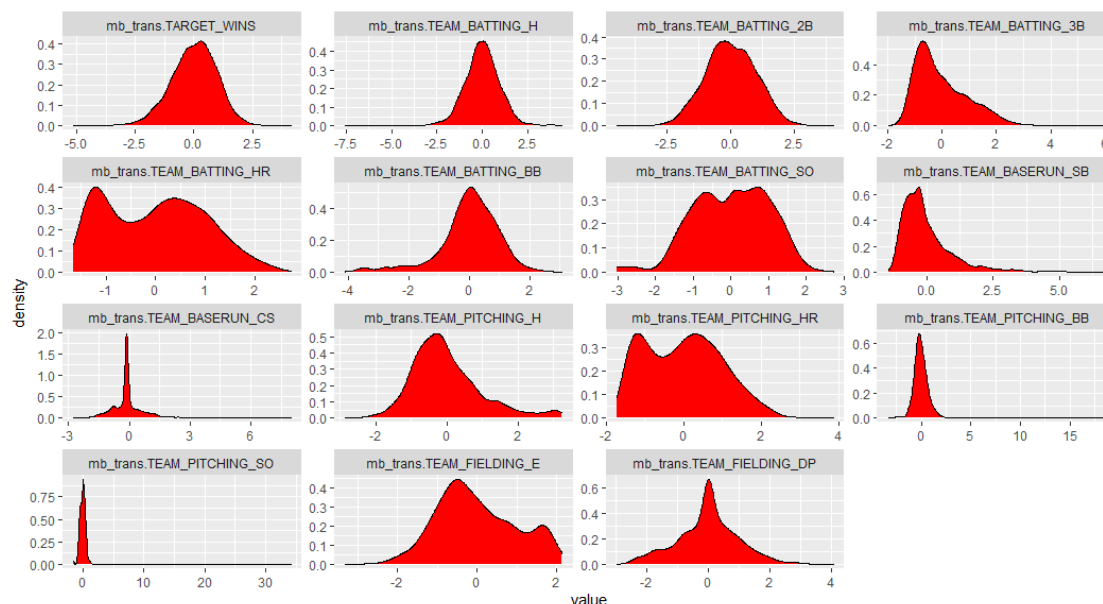 mb_trans.TARGET_WINS mb_trans.TEAM_BATTING_H mb_trans.TEAM_BATTING_2B mb_trans.TEAM_BATTING_3B
0.4 0.3 0.2 0.1 0.0
0.4 0.3 0.2 0.1 0.0
0.4 0.3 0.2 0.1 0.0
0.5 0.4 0.3 0.2 0.1 0.0
-5.0 -2.5 0.0 2.5
-7.5 -5.0 -2.5 0.0 2.5
-2.5 0.0 2.5
-2 0 2 4 6
mb_trans.TEAM_BATTING_HR mb_trans.TEAM_BATTING_BB mb_trans.TEAM_BATTING_SO mb_trans.TEAM_BASERUN_SB
0.4 0.3 0.2 0.1 0.0
0.4 0.2 0.0
0.3 0.2 0.1 0.0
0.6 0.4 0.2 0.0
-1 0 1 2
-4 -2 0 2
-3 -2 -1 0 1 2 3
0.0 2.5 5.0
density
mb_trans.TEAM_BASERUN_CS mb_trans.TEAM_PITCHING_H mb_trans.TEAM_PITCHING_HR mb_trans.TEAM_PITCHING_BB
2.0 1.5 1.0 0.5 0.0
0.5 0.4 0.3 0.2 0.1 0.0
0.3 0.2 0.1 0.0
0.6 0.4 0.2 0.0
-3 0 3 6
-2 0 2
-2 0 2 4
0 5 10 15
mb_trans.TEAM_PITCHING_SO mb_trans.TEAM_FIELDING_E mb_trans.TEAM_FIELDING_DP
0.75 0.50 0.25 0.00
0.4 0.3 0.2 0.1 0.0
0.6 0.4 0.2 0.0
0 10 20 30
-2 0 2
-2 0 2 4
value